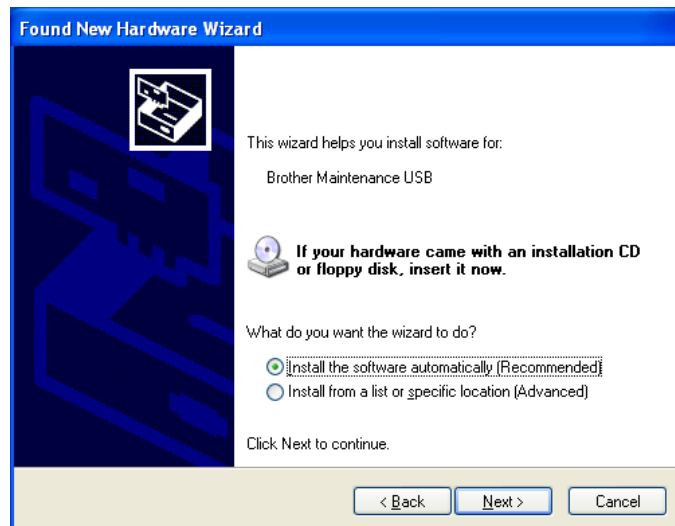 Found New Hardware Wizard
This wizard helps you install software for:
Brother Maintenance USB
If your hardware came with an installation CD
or floppy disk, insert it now.
What do you want the wizard to do?
Install the software automatically (Recommended)
Install from a list or specific location (Advanced)
Click Next to continue.
< Back
Next >
Cancel